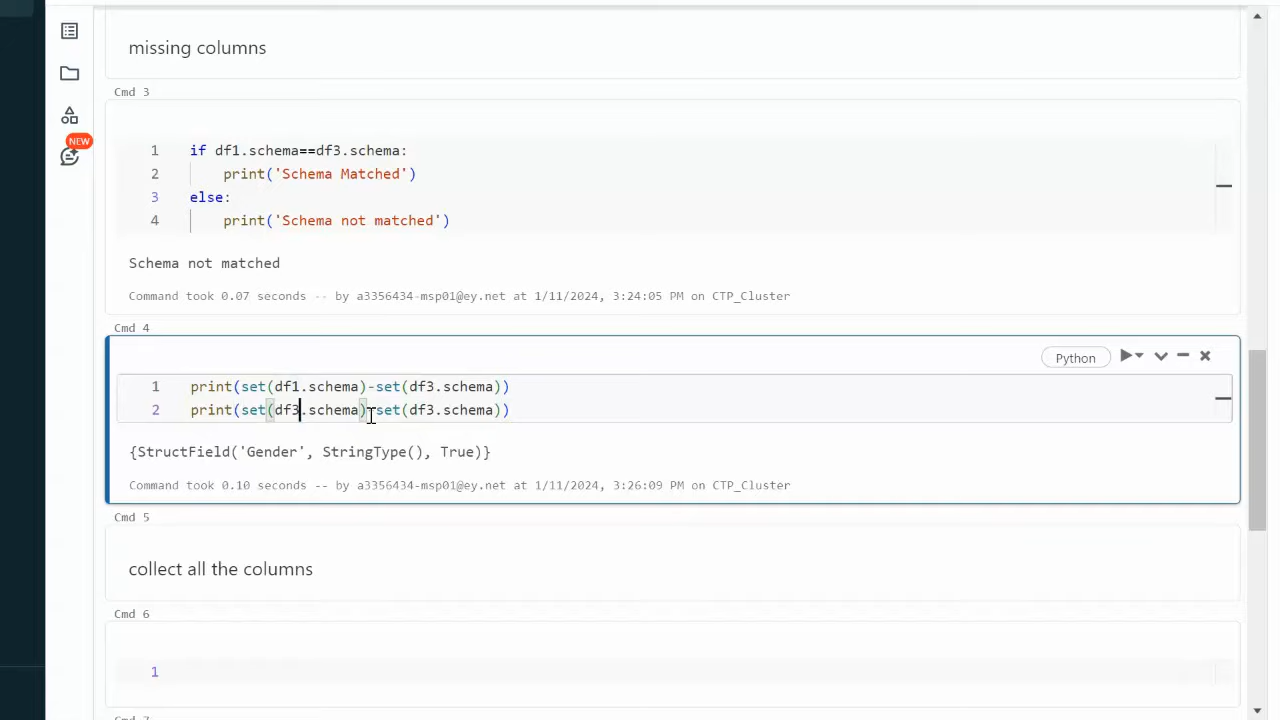 missing columns
Cmd 3
NEW
1 if df1.schema==df3.schema:
2 print('Schema Matched')
3 else:
4 print('Schema not matched')
Schema not matched
Command took 0.07 seconds -- by a3356434-msp01@ey.net at 1/11/2024, 3:24:05 PM on CTP_Cluster
Cmd 4
Python
1 print(set(df1.schema)-set(df3.schema))
2 print(set(df3.schema)-set(df3.schema))
{StructField('Gender', StringType(), True)}
Command took 0.10 seconds -- by a3356434-msp01@ey.net at 1/11/2024, 3:26:09 PM on CTP_Cluster
Cmd 5
collect all the columns
Cmd 6
1
Cmd 7